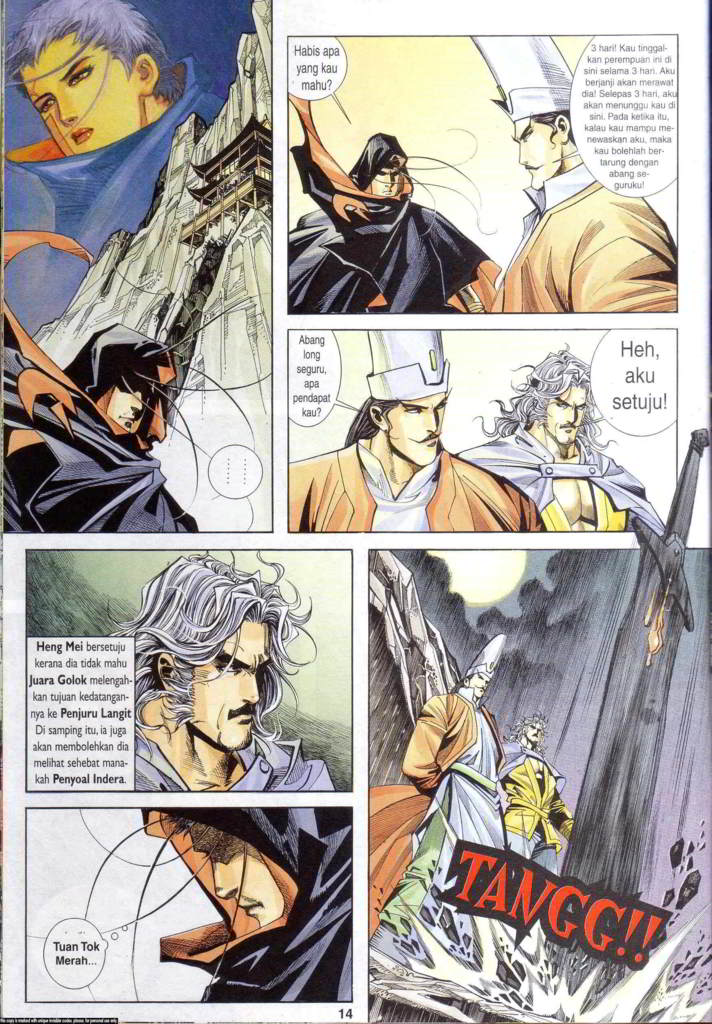 Habis apa
yang kau
mahu?
3 hari! Kau tinggal-
kan perempuan ini di
sini selama 3 hari. Aku
berjanji akan merawat
dia! Selepas 3 hari, aku
akan menunggu kau di
sini. Pada ketika itu,
kalau kau mampu me-
newaskan aku, maka
kau bolehlah ber-
tarung dengan
abang se-
guruku!
......
Abang
long
seguru,
apa
pendapat
kau?
Heh,
aku
setuju!
Heng Mei bersetuju
kerana dia tidak mahu
Juara Golok melengah-
kan tujuan kedatangan-
nya ke Penjuru Langit
Di samping itu, ia juga
akan membolehkan dia
melihat sehebat mana-
kah Penyoal Indera.
TANGG!!
Tuan Tok
Merah...
14